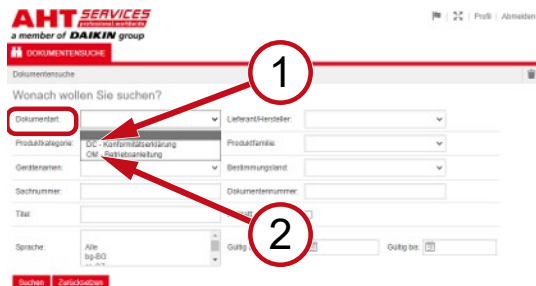 AHT SERVICES
professional worldwide
a member of DAIKIN group
Profil | Abmelden
DOKUMENTENSUCHE
Dokumentensuche
Wonach wollen Sie suchen?
1
Dokumentart: Lieferant/Hersteller:
Produktkategorie: DC - Konformitätserklärung Produktfamilie:
OM - Betriebsanleitung
Gerätenamen: Bestimmungsland:
Sachnummer: Dokumentennummer:
Titel:
2
Sprache: Alle Gültig Gültig bis:
bg-BG
Suchen Zurücksetzen